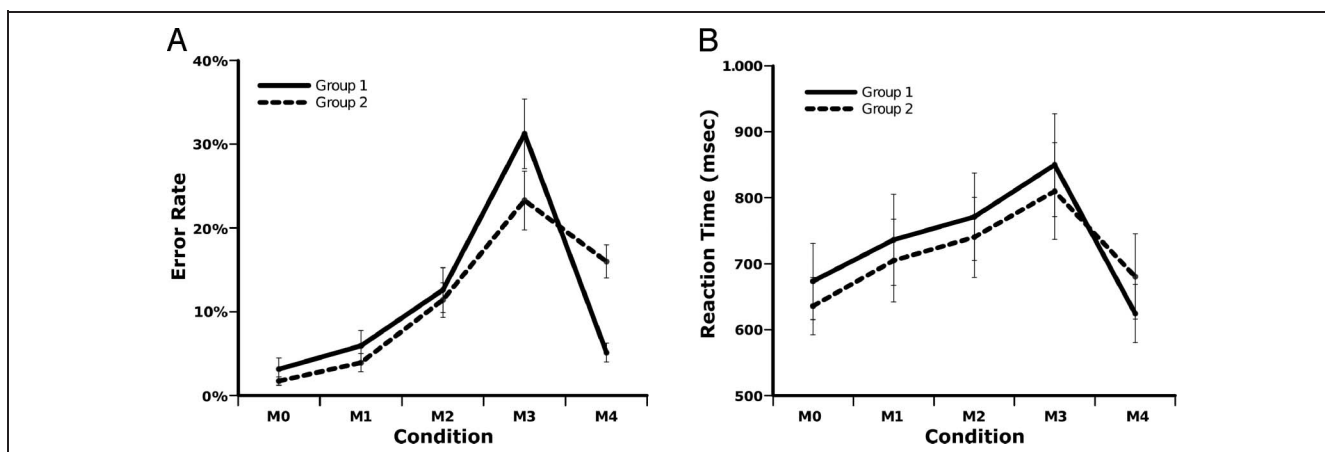 A
40%
30%
20%
10%
0%
Error Rate
Group 1
Group 2
M0 M1 M2 M3 M4
Condition
B
1.000
900
800
700
600
500
Reaction Time (msec)
Group 1
Group 2
M0 M1 M2 M3 M4
Condition